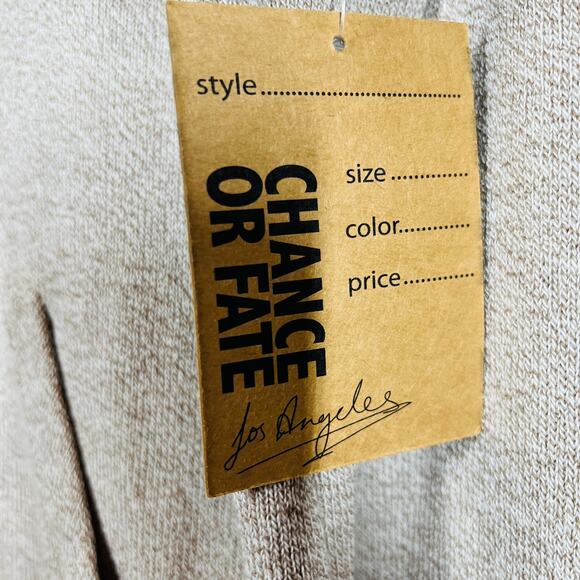 style..................................
size .............
color............
price............
CHANCE
OR FATE
Los Angeles